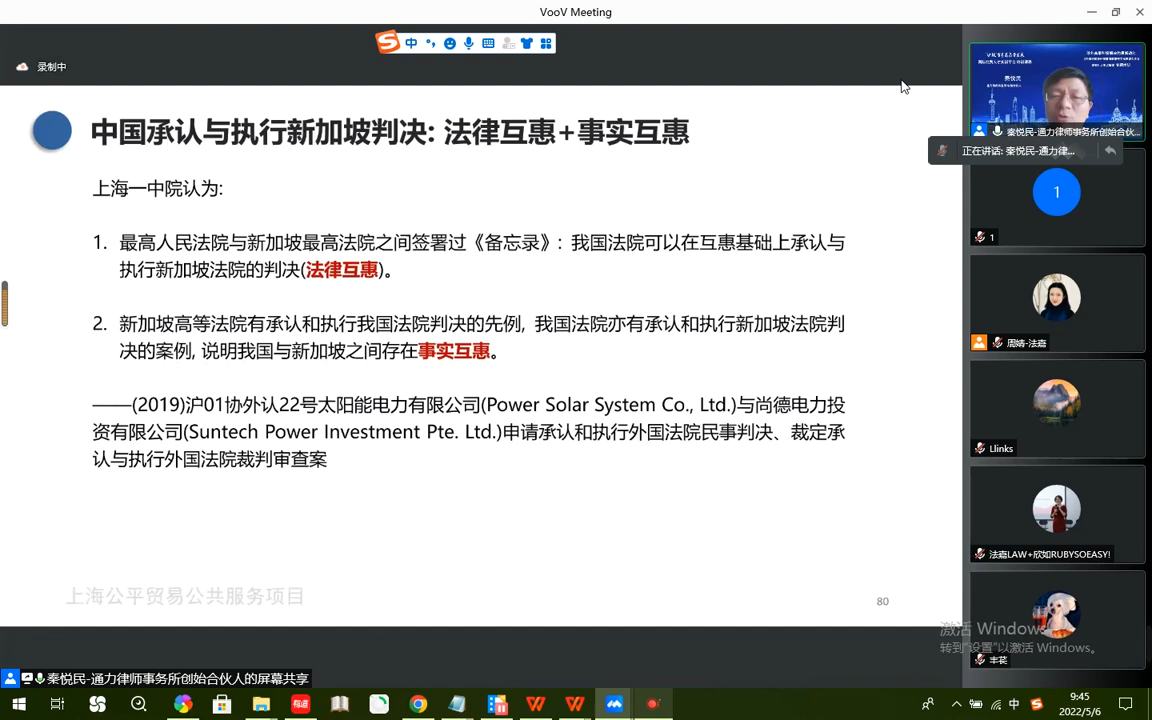 VooV Meeting
中
录制中
中国承认与执行新加坡判决: 法律互惠+事实互惠
上海一中院认为:
1. 最高人民法院与新加坡最高法院之间签署过《备忘录》: 我国法院可以在互惠基础上承认与
执行新加坡法院的判决(法律互惠)。
2. 新加坡高等法院有承认和执行我国法院判决的先例, 我国法院亦有承认和执行新加坡法院判
决的案例, 说明我国与新加坡之间存在事实互惠。
——(2019)沪01协外认22号太阳能电力有限公司(Power Solar System Co., Ltd.)与尚德电力投
资有限公司(Suntech Power Investment Pte. Ltd.)申请承认和执行外国法院民事判决、裁定承
认与执行外国法院裁判审查案
上海公平贸易公共服务项目
80
秦悦民
秦悦民-通力律师事务所创始合伙...
正在讲话: 秦悦民-通力律...
1
1
周嫱-法嘉
Llinks
法嘉LAW+欣如RUBYSOEASY!
激活 Windows
转到"设置"以激活 Windows。
秦悦民-通力律师事务所创始合伙人的屏幕共享
有道
中
9:45
2022/5/6